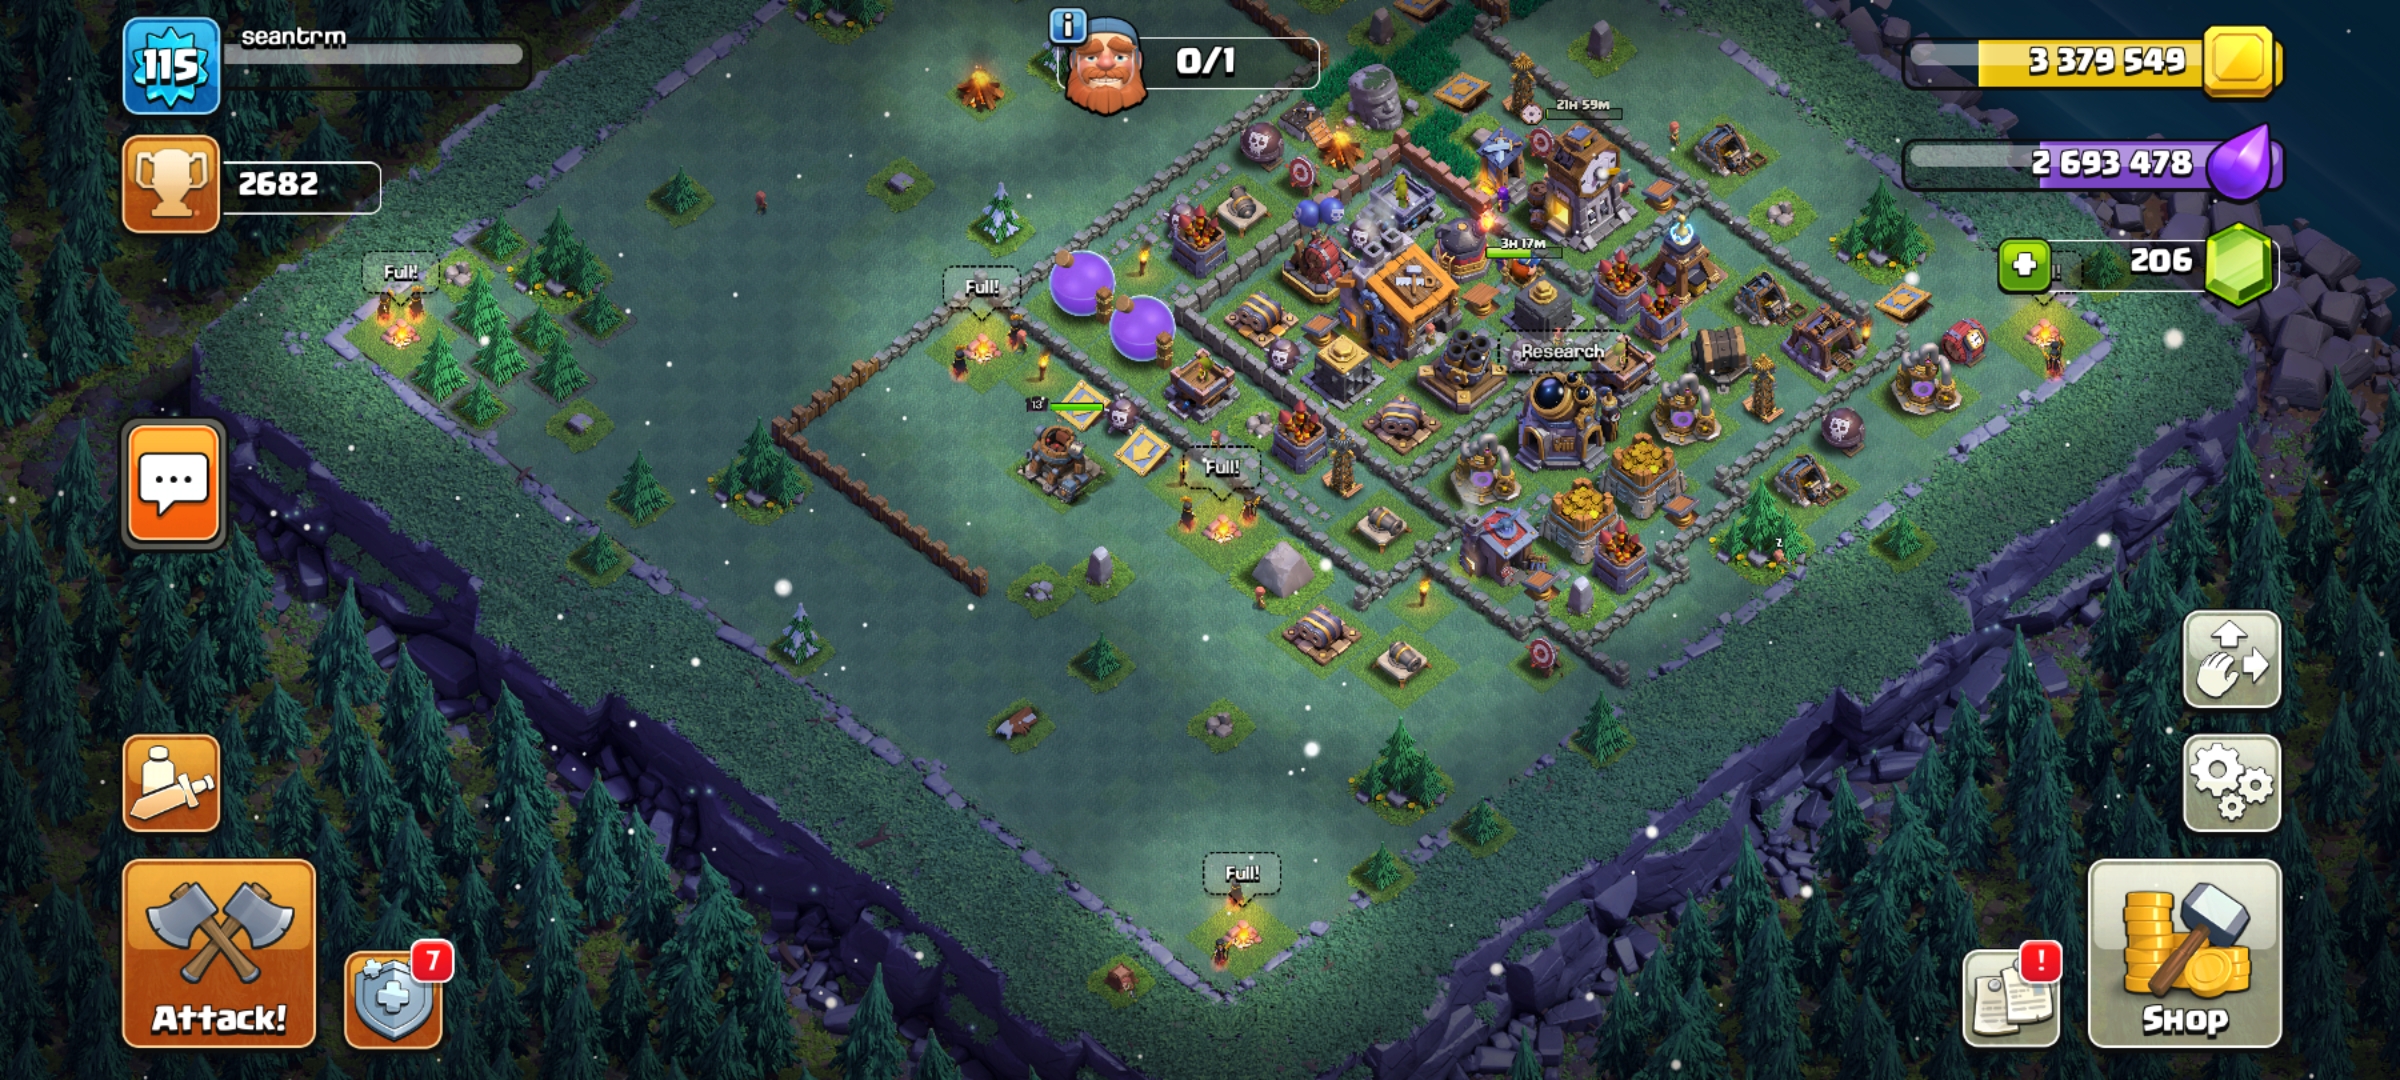 115
seantrm
i
0/1
3 379 549
2682
21H 59M
2 693 478
3H 17M
206
Full!
Full!
!
Research
13
Full!
z
Full!
7
!
Attack!
Shop